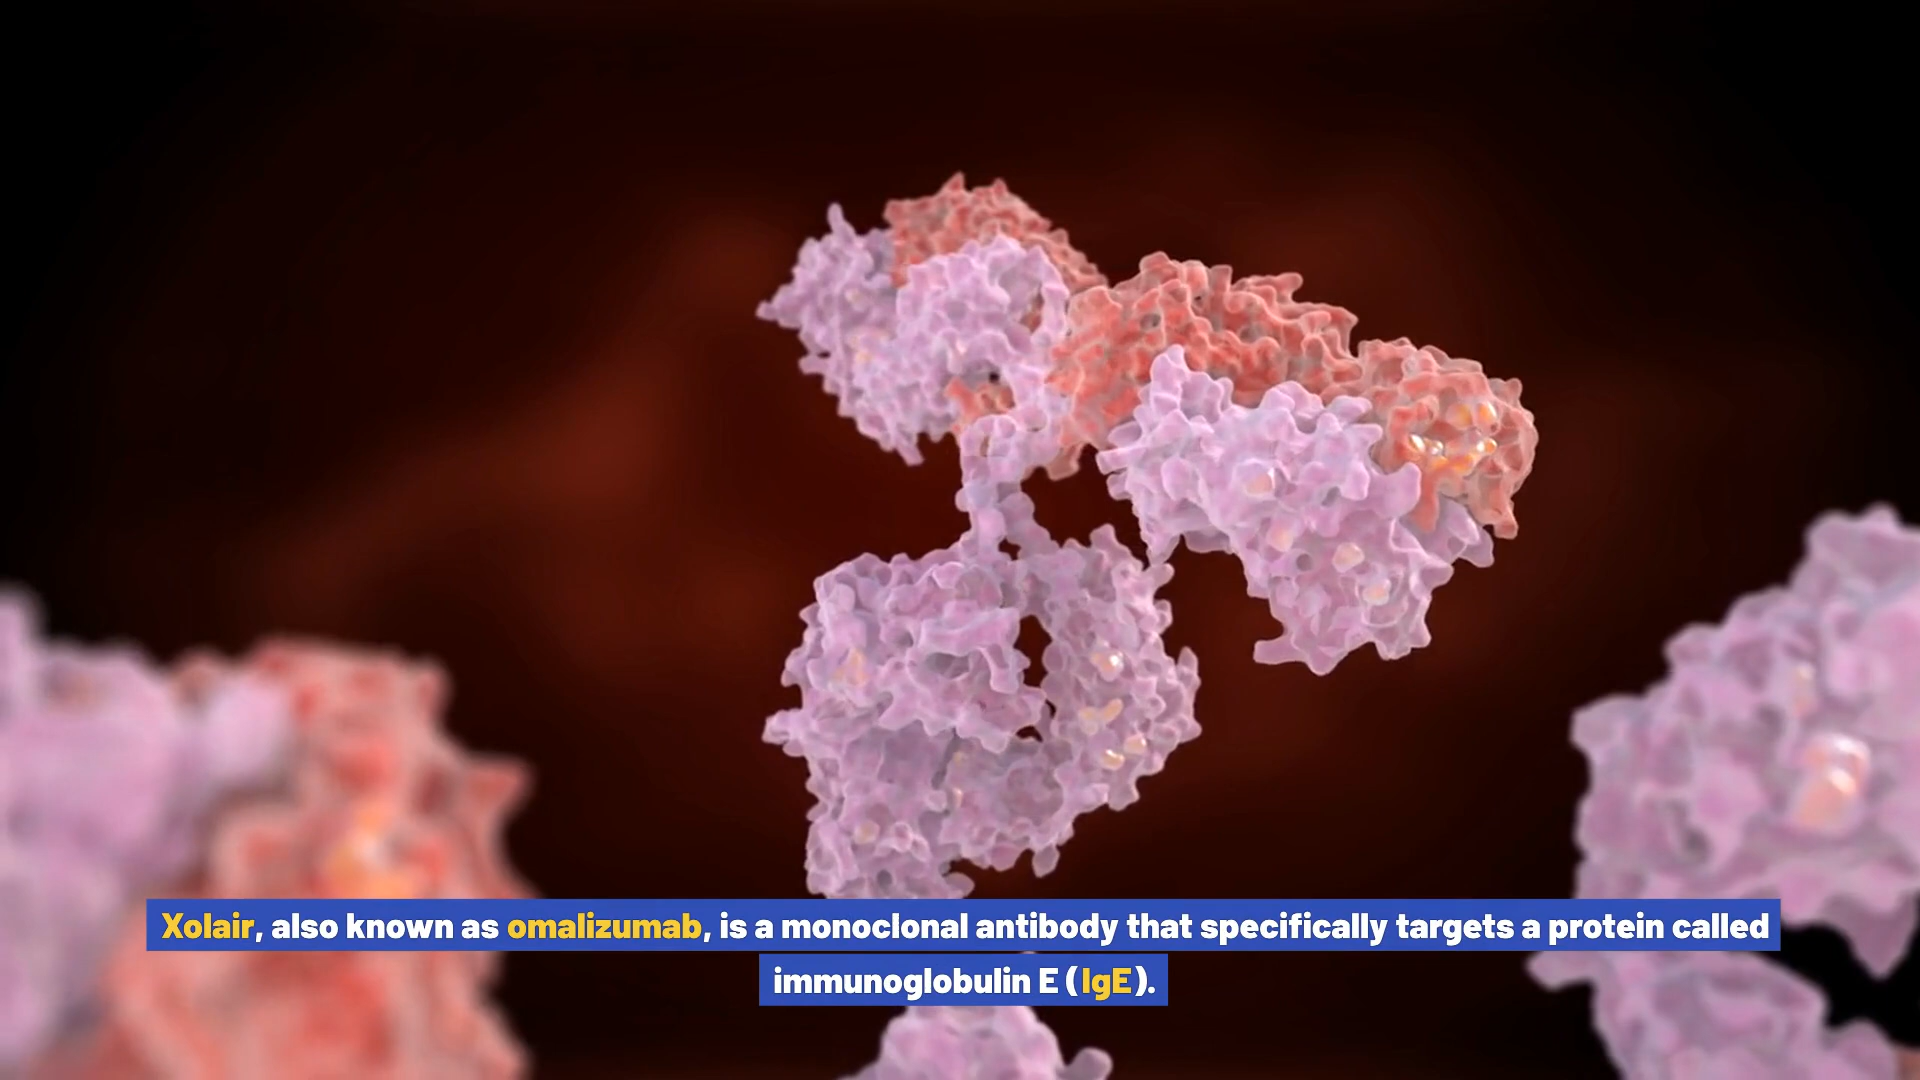 Xolair, also known as omalizumab, is a monoclonal antibody that specifically targets a protein called
immunoglobulin E (IgE).